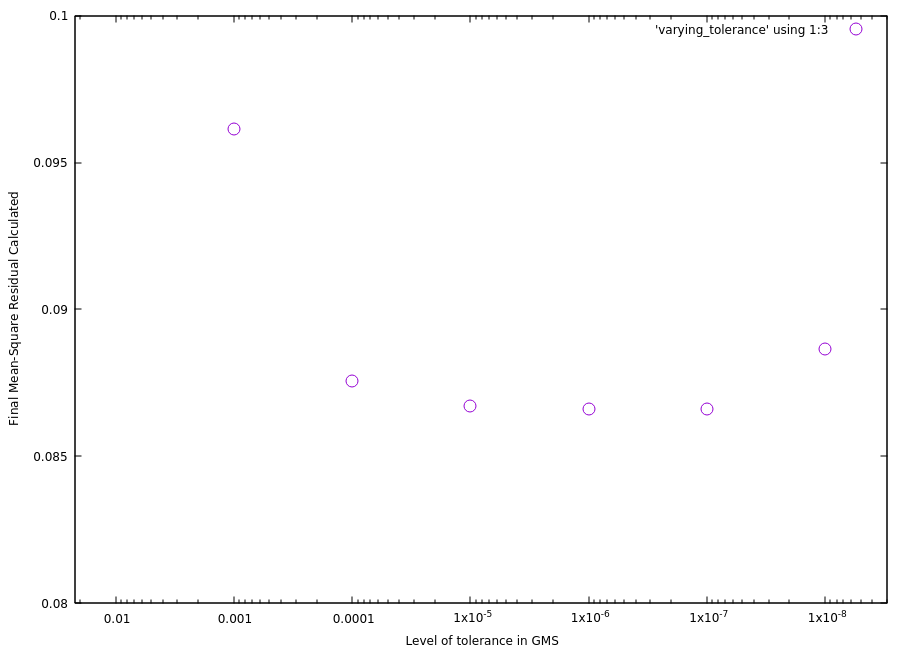 0.1
'varying_tolerance' using 1:3
0.095
0.09
0.085
0.08
Final Mean-Square Residual Calculated
0.01 0.001 0.0001 1x10⁻⁵ 1x10⁻⁶ 1x10⁻⁷ 1x10⁻⁸
Level of tolerance in GMS